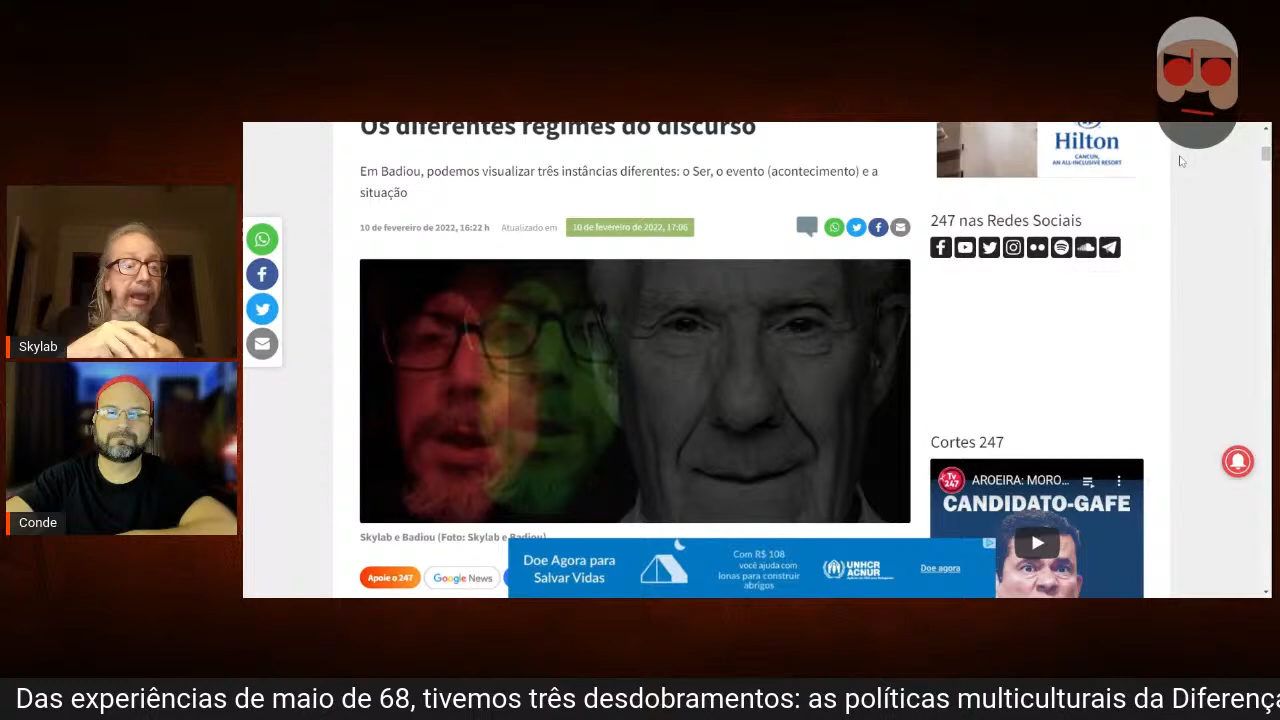 Os diferentes regimes do discurso
Em Badiou, podemos visualizar três instâncias diferentes: o Ser, o evento (acontecimento) e a
situação
10 de fevereiro de 2022, 16:22 h
Atualizado em
10 de fevereiro de 2022, 17:06
Hilton
CANCUN,
AN ALL-INCLUSIVE RESORT
247 nas Redes Sociais
Skylab
Conde
Skylab e Badiou (Foto: Skylab e Badiou)
Apoie o 247
Google News
Doe Agora para
Salvar Vidas
Com R$ 108
você ajuda com
lonas para construir
abrigos
UNHCR
ACNUR
Doe agora
Cortes 247
Tv
247
AROEIRA: MORO...
CANDIDATO-GAFE
Das experiências de maio de 68, tivemos três desdobramentos: as políticas multiculturais da Diferença